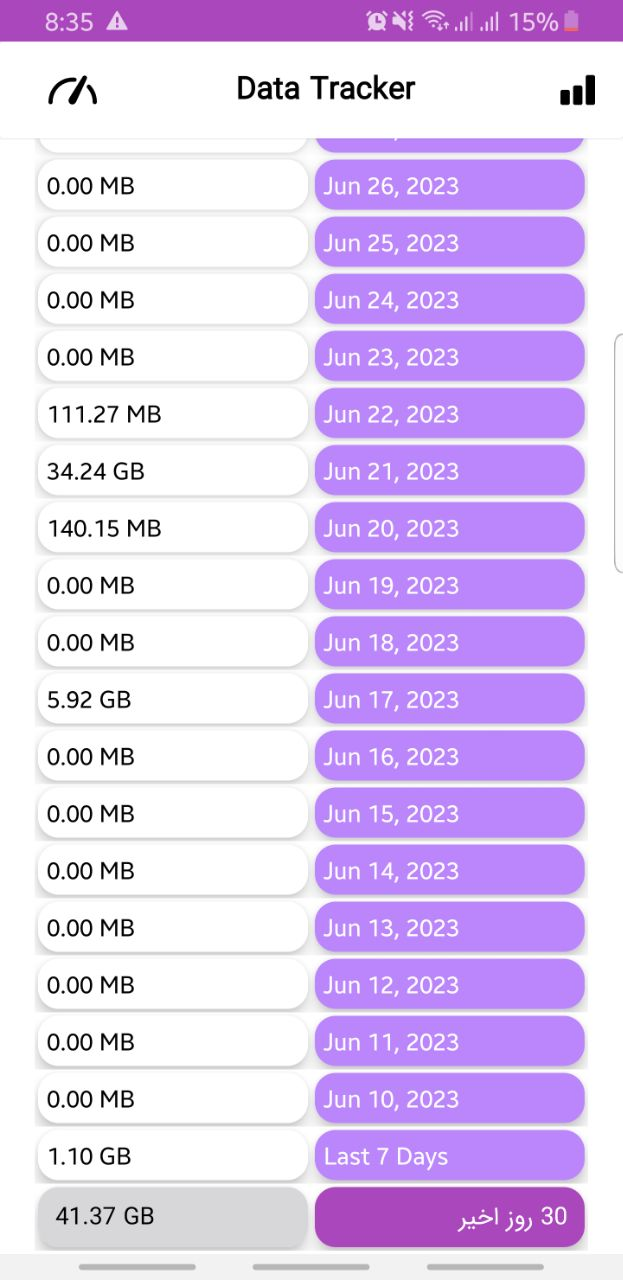 8:35 15%
Data Tracker
0.00 MB Jun 26, 2023
0.00 MB Jun 25, 2023
0.00 MB Jun 24, 2023
0.00 MB Jun 23, 2023
111.27 MB Jun 22, 2023
34.24 GB Jun 21, 2023
140.15 MB Jun 20, 2023
0.00 MB Jun 19, 2023
0.00 MB Jun 18, 2023
5.92 GB Jun 17, 2023
0.00 MB Jun 16, 2023
0.00 MB Jun 15, 2023
0.00 MB Jun 14, 2023
0.00 MB Jun 13, 2023
0.00 MB Jun 12, 2023
0.00 MB Jun 11, 2023
0.00 MB Jun 10, 2023
1.10 GB Last 7 Days
41.37 GB 30 روز اخیر